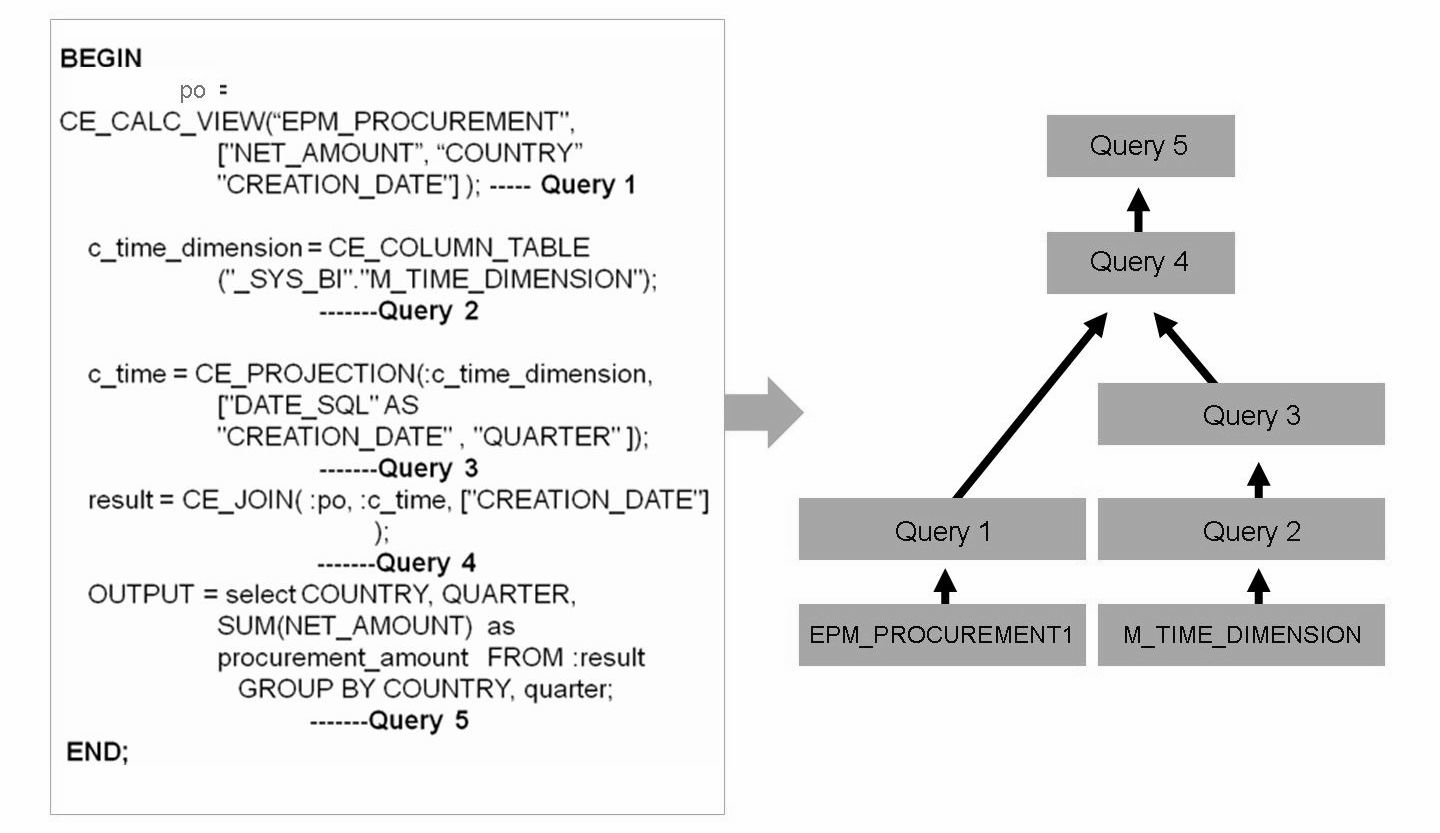 BEGIN
po =
CE_CALC_VIEW(“EPM_PROCUREMENT”,
["NET_AMOUNT”, “COUNTRY”
"CREATION_DATE"] ); ----- Query 1
c_time_dimension = CE_COLUMN_TABLE
("_SYS_BI"."M_TIME_DIMENSION");
-------Query 2
c_time = CE_PROJECTION(:c_time_dimension,
["DATE_SQL" AS
"CREATION_DATE" , "QUARTER" ]);
-------Query 3
result = CE_JOIN( :po, :c_time, ["CREATION_DATE"]
);
-------Query 4
OUTPUT = select COUNTRY, QUARTER,
SUM(NET_AMOUNT) as
procurement_amount FROM :result
GROUP BY COUNTRY, quarter;
-------Query 5
END;
Query 5
Query 4
Query 3
Query 1
Query 2
EPM_PROCUREMENT1
M_TIME_DIMENSION